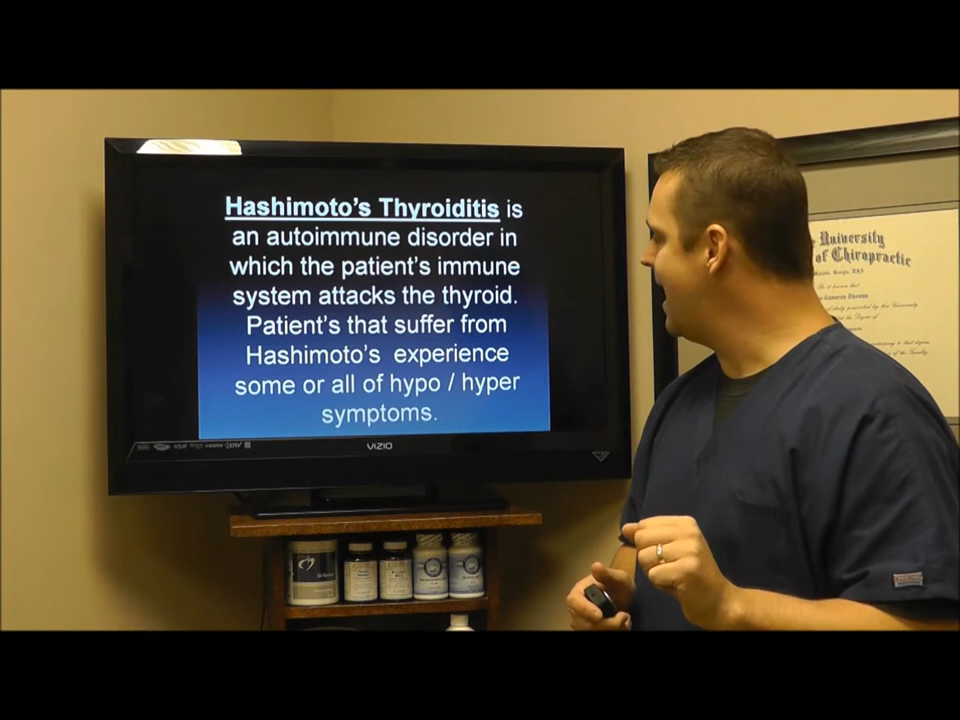 Hashimoto's Thyroiditis is
an autoimmune disorder in
which the patient's immune
system attacks the thyroid.
Patient's that suffer from
Hashimoto's experience
some or all of hypo / hyper
symptoms.
VIZIO
University
of Chiropractic